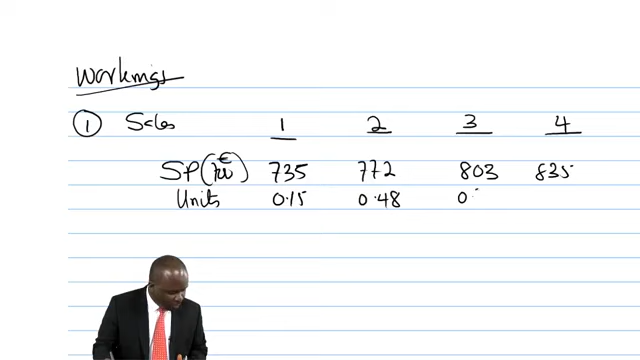 Workings
① Sales 1 2 3 4
SP(€) 735 772 803 835
Units 0.15 0.48 0.